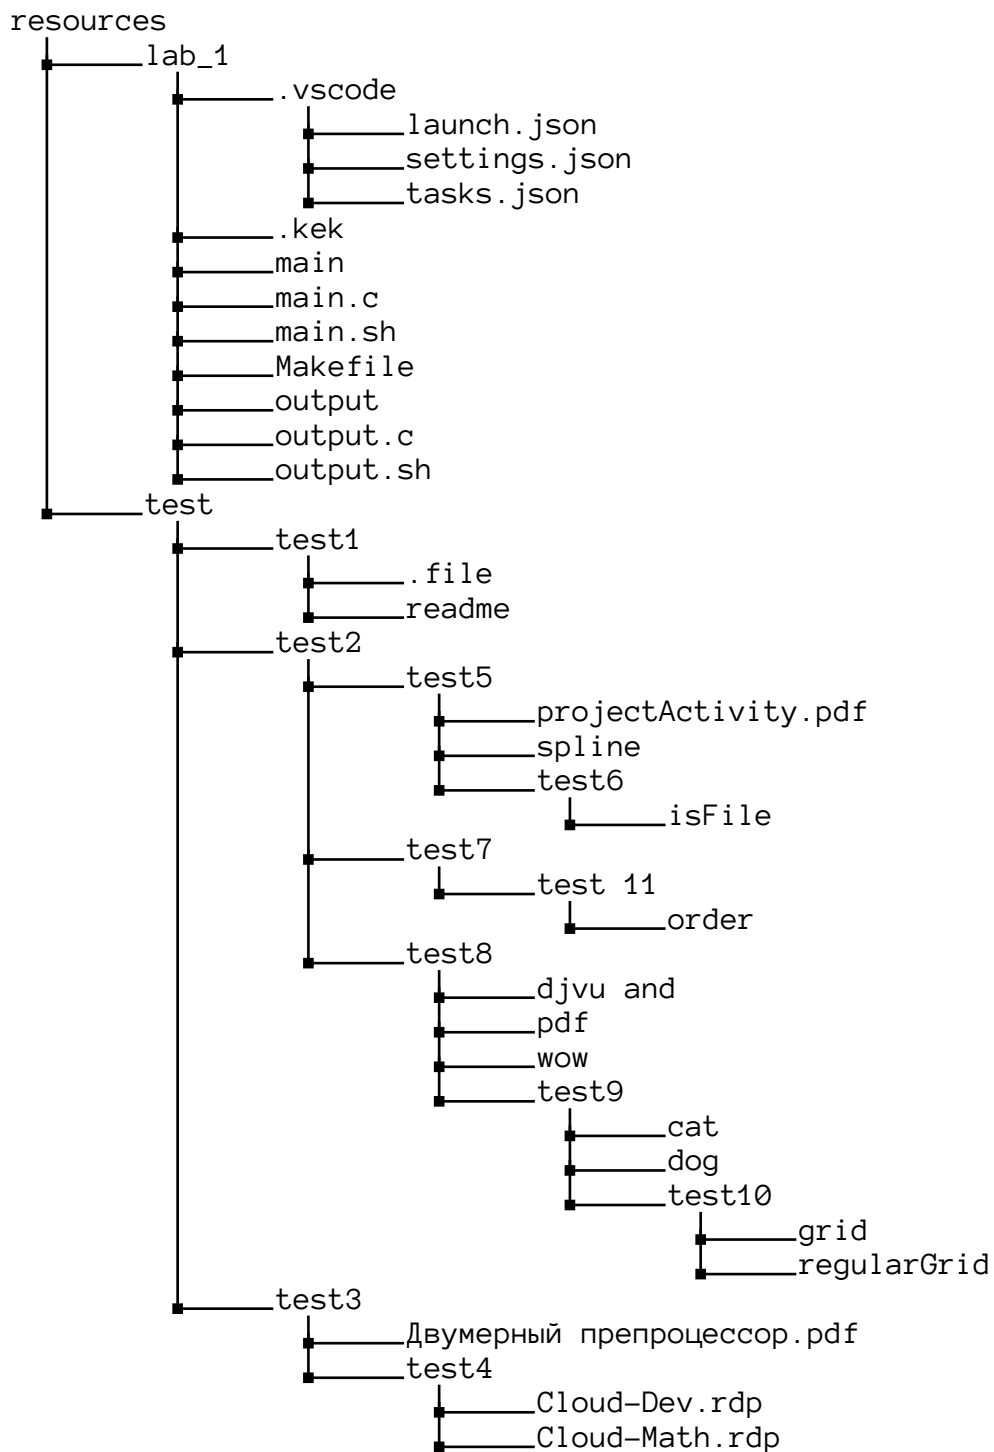 resources
lab_1
.vscode
launch.json
settings.json
tasks.json
.kek
main
main.c
main.sh
Makefile
output
output.c
output.sh
test
test1
.file
readme
test2
test5
projectActivity.pdf
spline
test6
isFile
test7
test 11
order
test8
djvu and
pdf
wow
test9
cat
dog
test10
grid
regularGrid
test3
Двумерный препроцессор.pdf
test4
Cloud-Dev.rdp
Cloud-Math.rdp